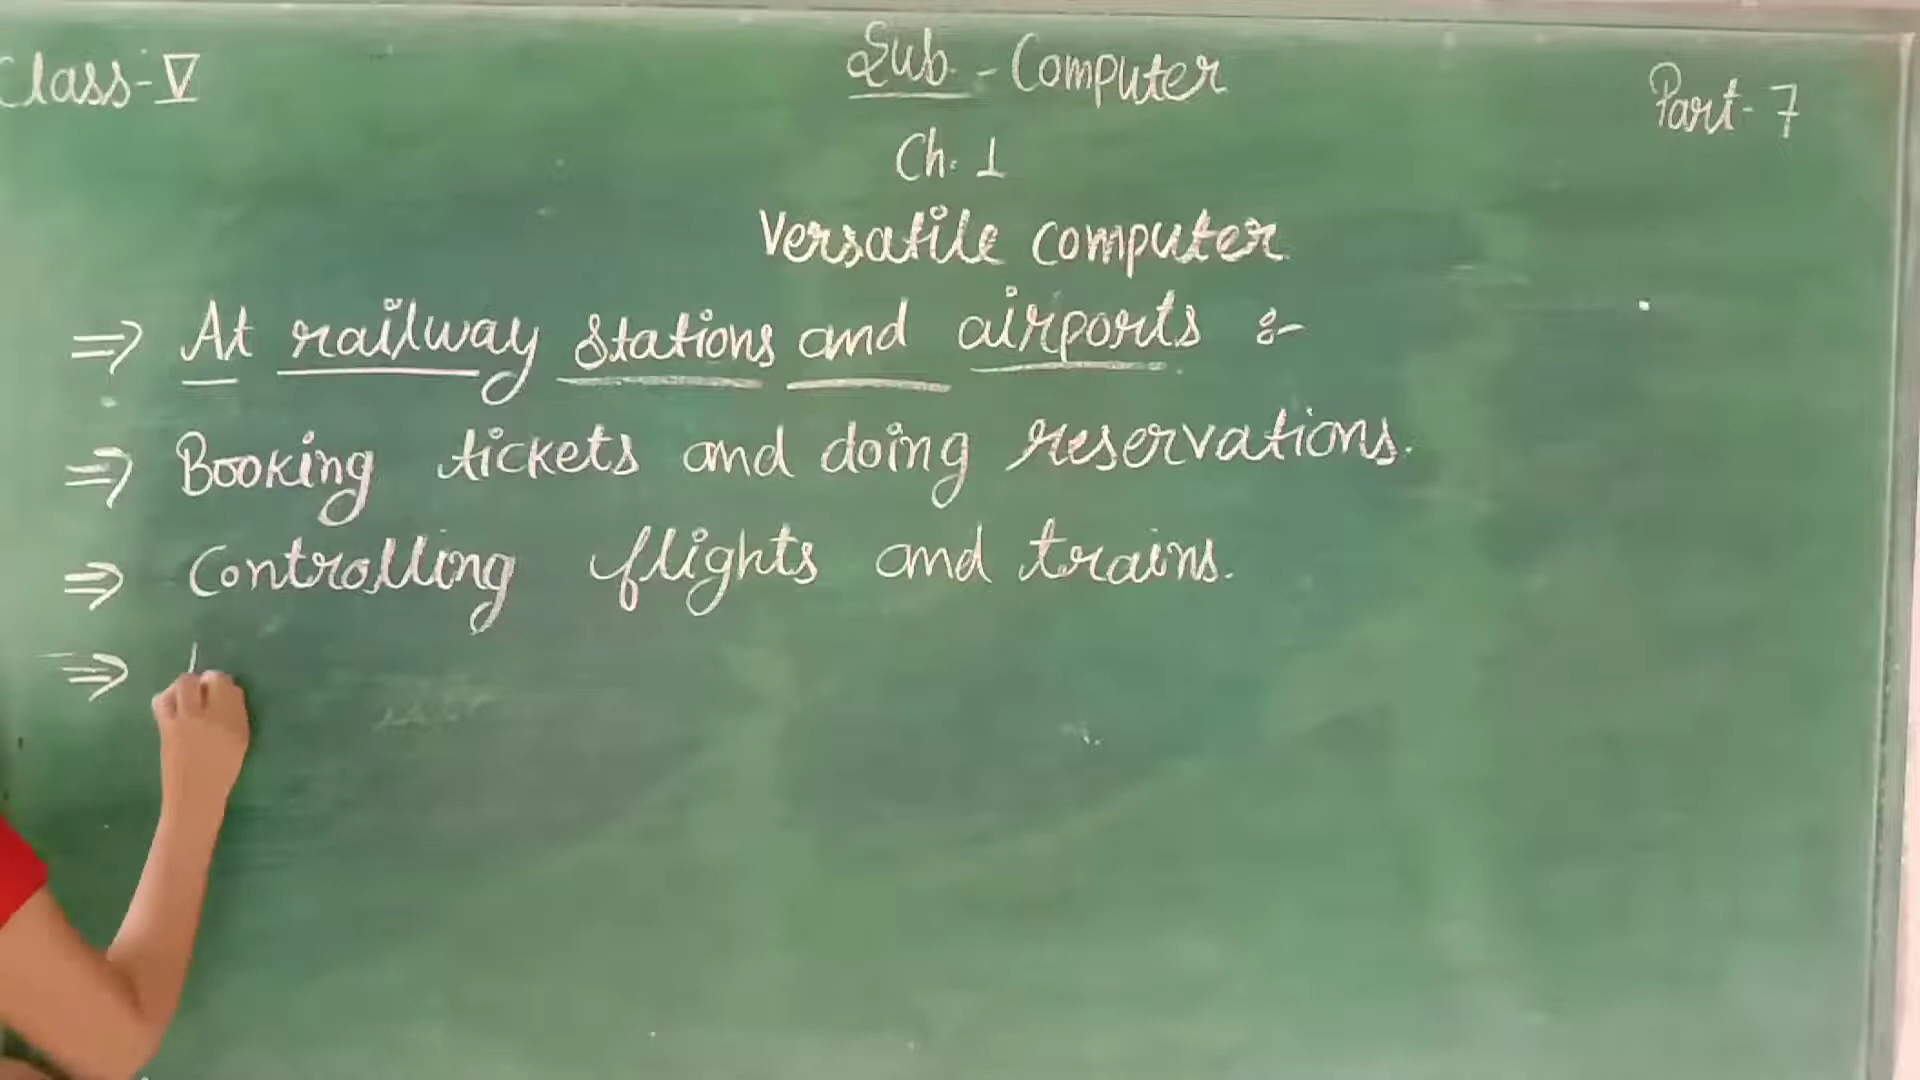 Class-V
Sub - Computer
Part-7
Ch. 1
Versatile computer
⇒ At railway stations and airports :-
⇒ Booking tickets and doing reservations.
⇒ Controlling flights and trains.
⇒